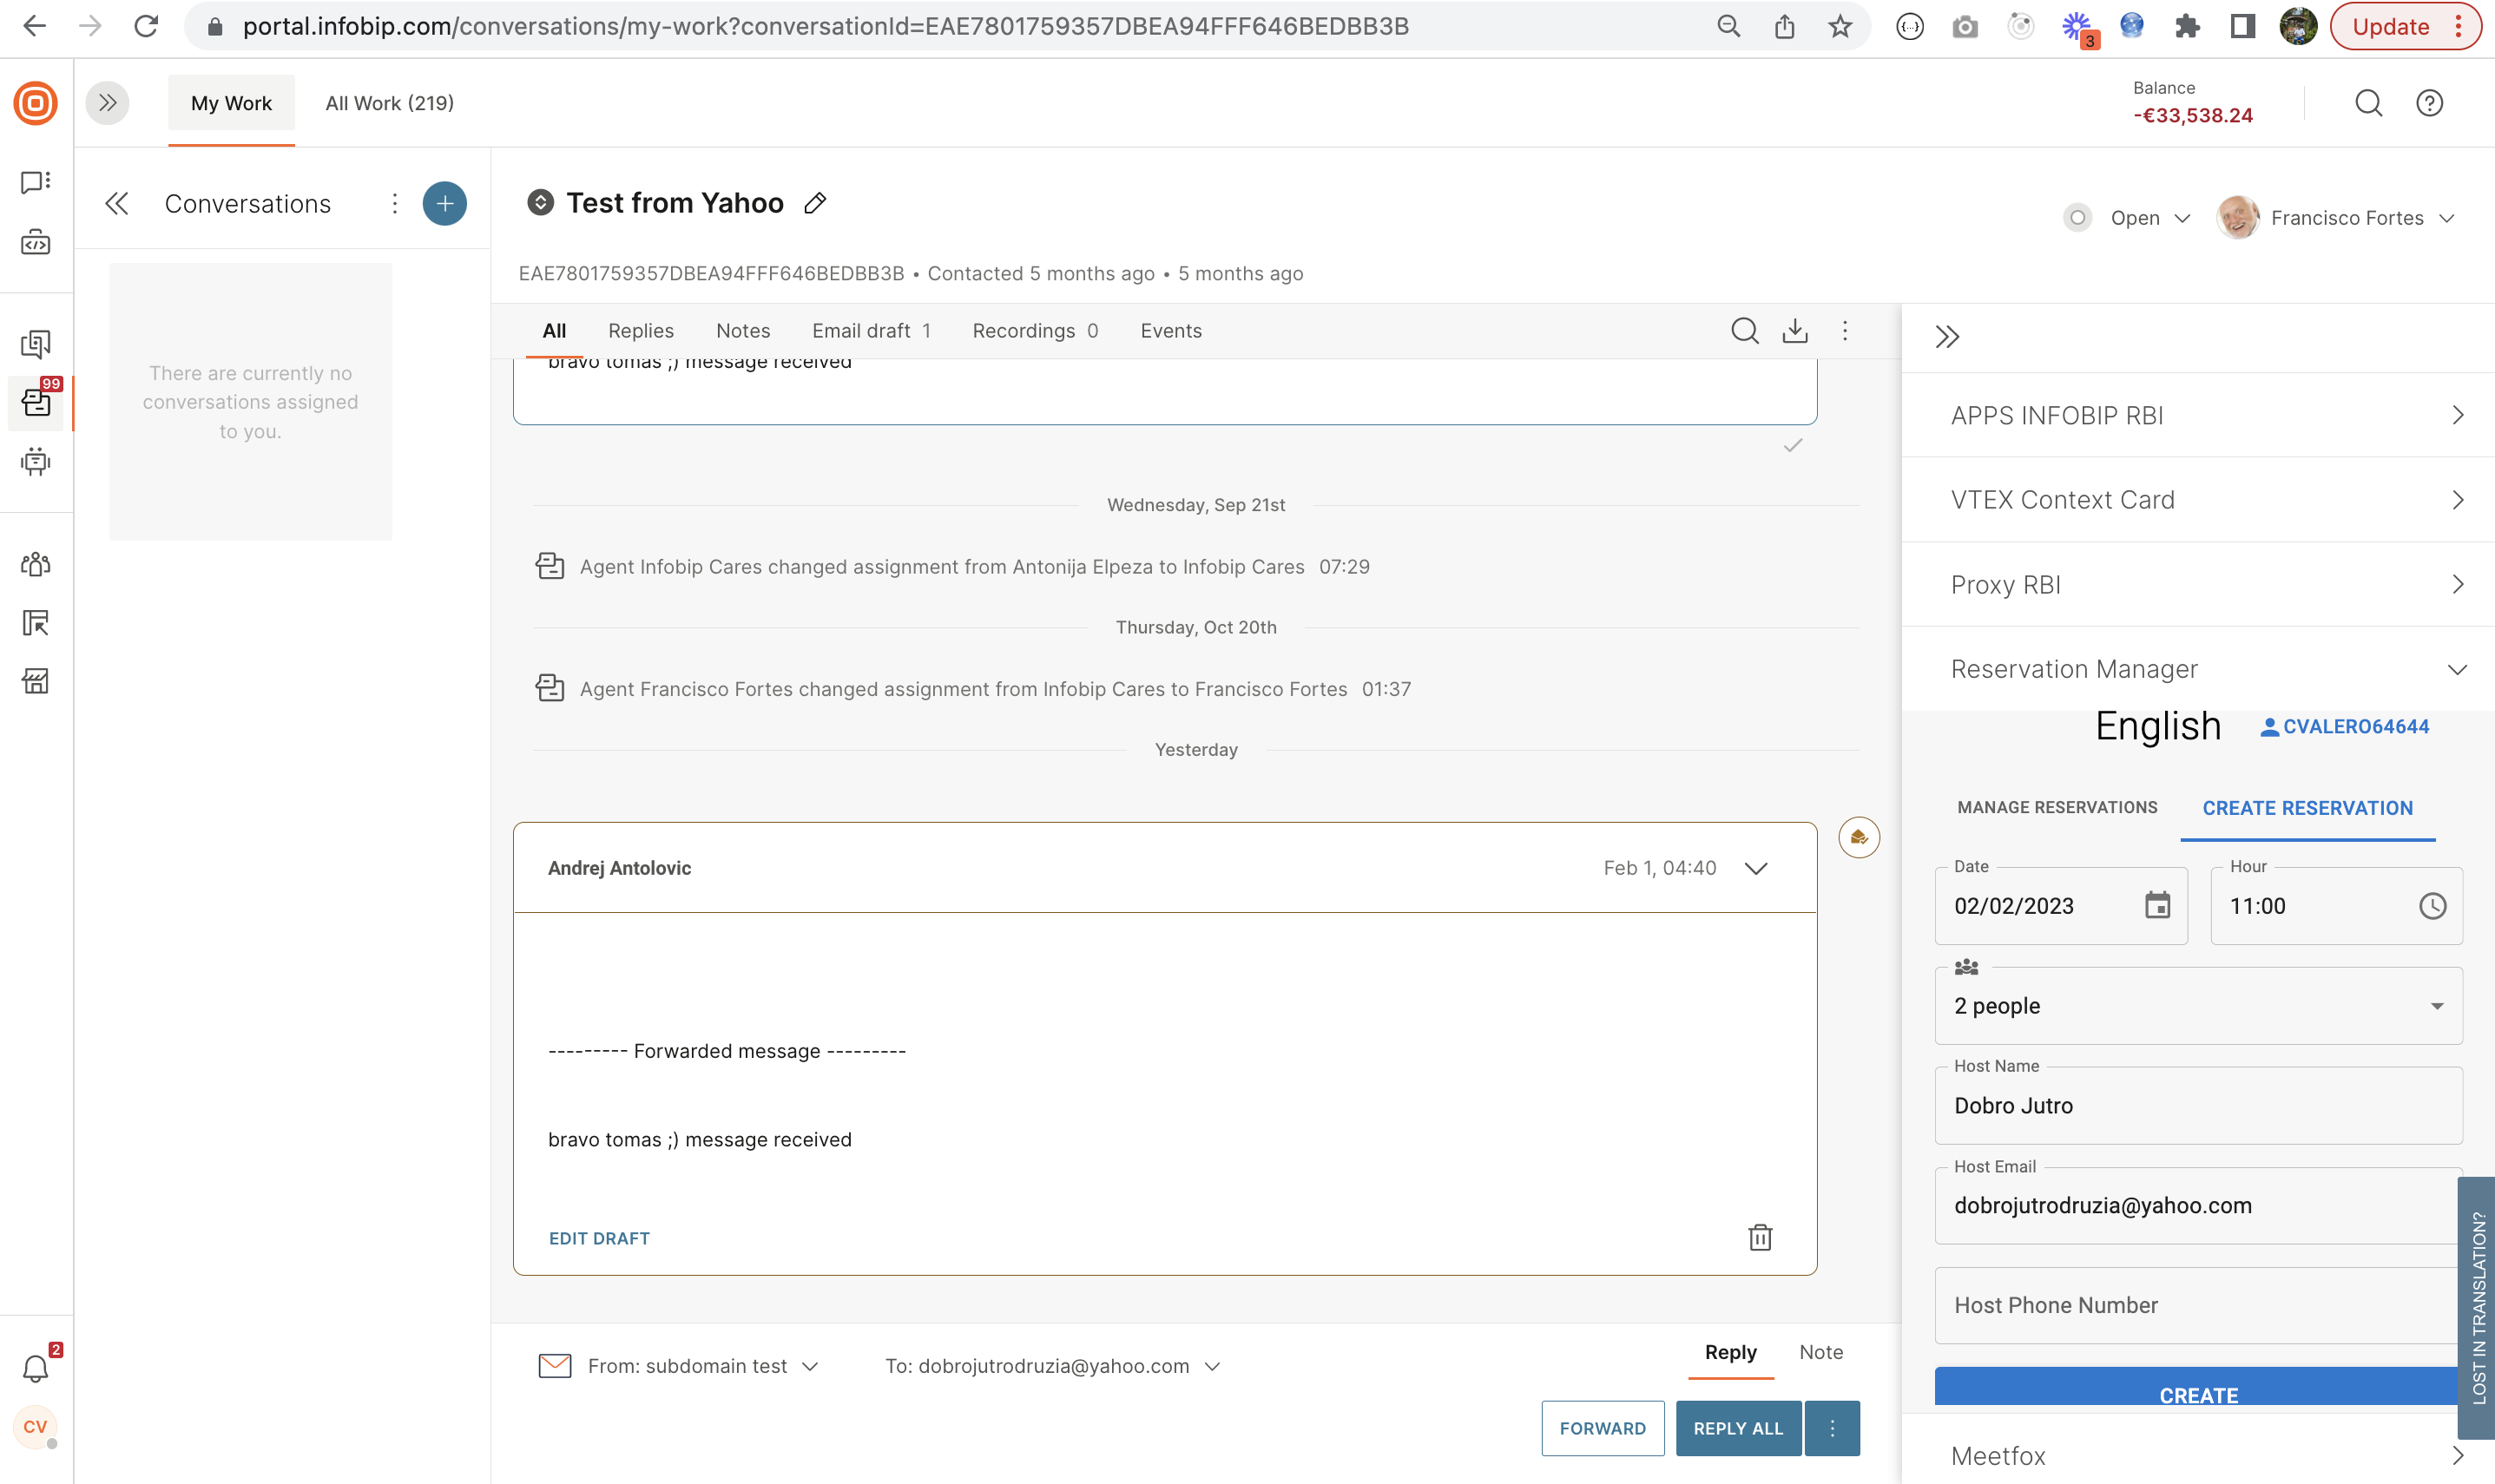 portal.infobip.com/conversations/my-work?conversationId=EAE7801759357DBEA94FFF646BEDBB3B
3
Update
My Work
All Work (219)
Balance
-€33,538.24
Conversations
Test from Yahoo
Open
Francisco Fortes
EAE7801759357DBEA94FFF646BEDBB3B • Contacted 5 months ago • 5 months ago
There are currently no
conversations assigned
to you.
99
All
Replies
Notes
Email draft 1
Recordings 0
Events
bravo tomas ;) message received
Wednesday, Sep 21st
Agent Infobip Cares changed assignment from Antonija Elpeza to Infobip Cares 07:29
Thursday, Oct 20th
Agent Francisco Fortes changed assignment from Infobip Cares to Francisco Fortes 01:37
Yesterday
Andrej Antolovic
Feb 1, 04:40
--------- Forwarded message ---------
bravo tomas ;) message received
EDIT DRAFT
From: subdomain test
To: dobrojutrodruzia@yahoo.com
Reply
Note
FORWARD
REPLY ALL
2
CV
APPS INFOBIP RBI
VTEX Context Card
Proxy RBI
Reservation Manager
English
CVALERO64644
MANAGE RESERVATIONS
CREATE RESERVATION
Date
02/02/2023
Hour
11:00
2 people
Host Name
Dobro Jutro
Host Email
dobrojutrodruzia@yahoo.com
Host Phone Number
CREATE
LOST IN TRANSLATION?
Meetfox